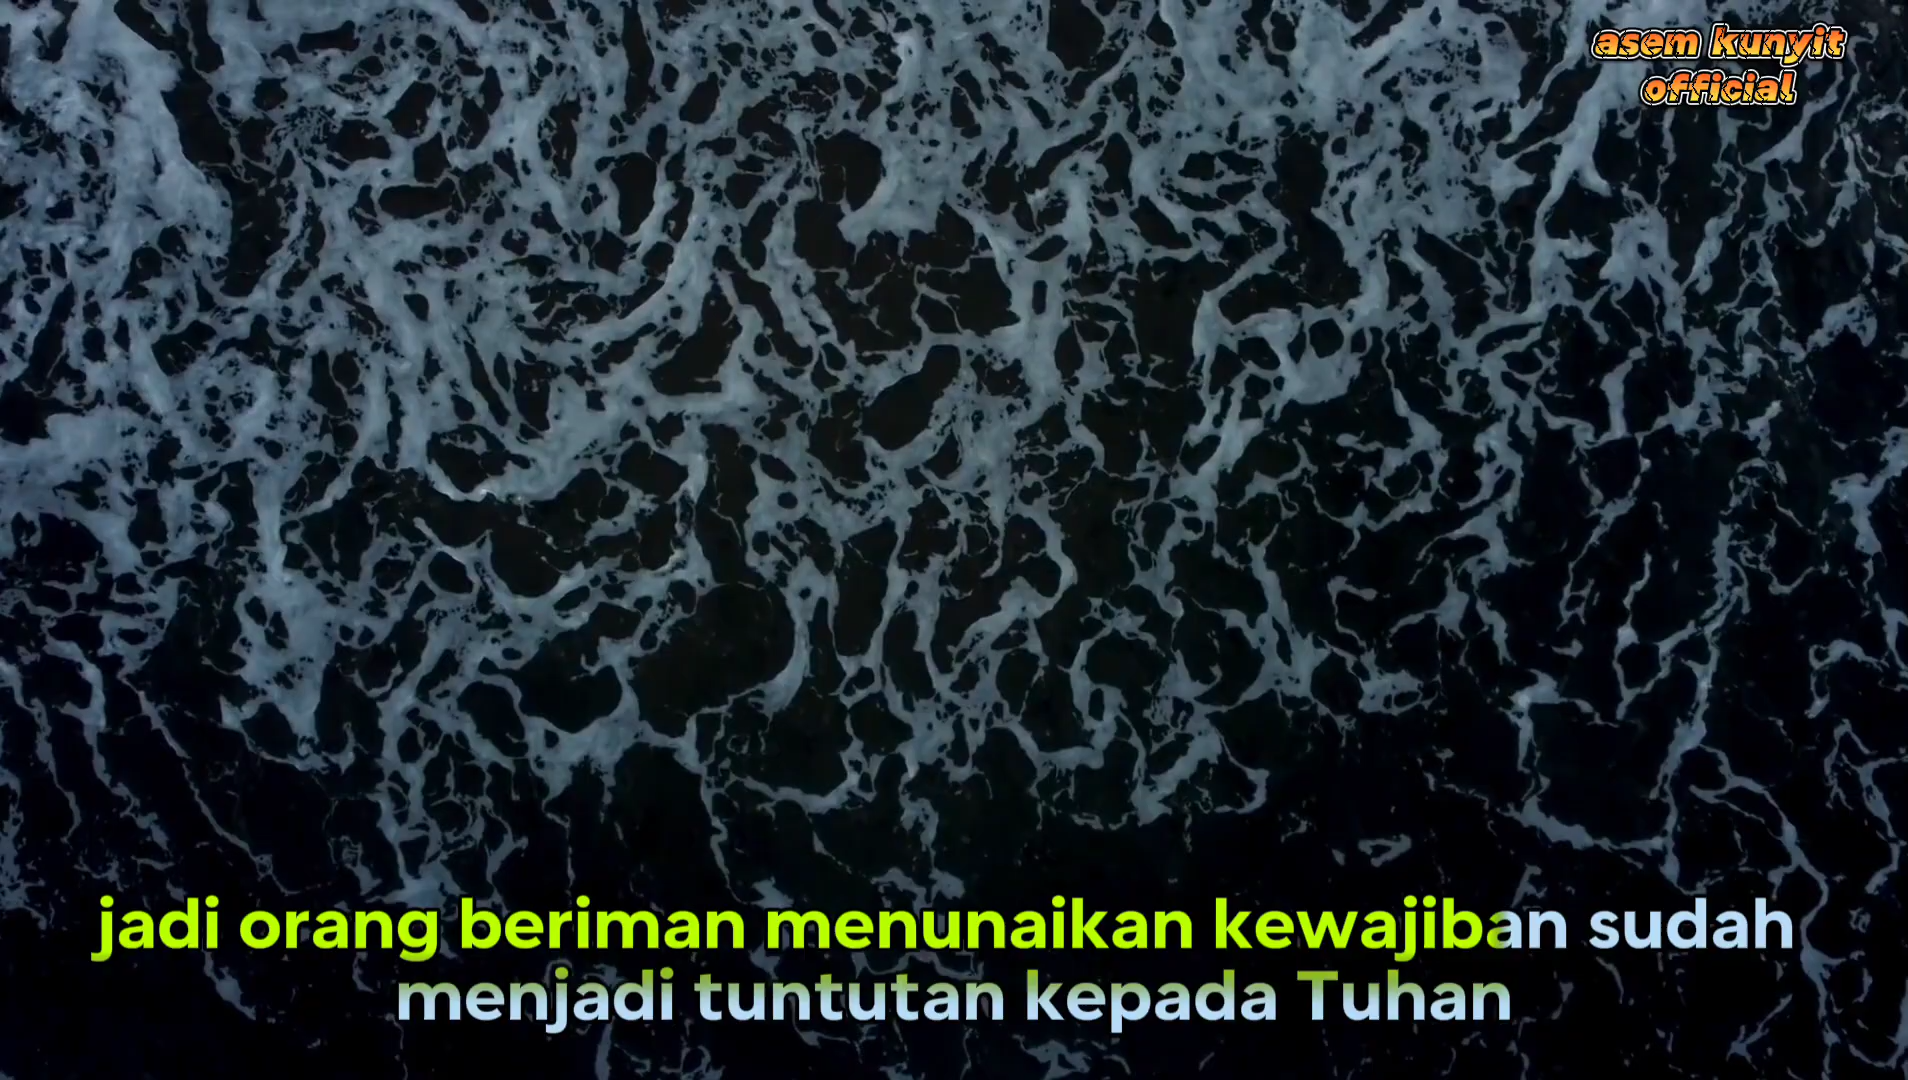 asem kunyit
official
jadi orang beriman menunaikan kewajiban sudah
menjadi tuntutan kepada Tuhan